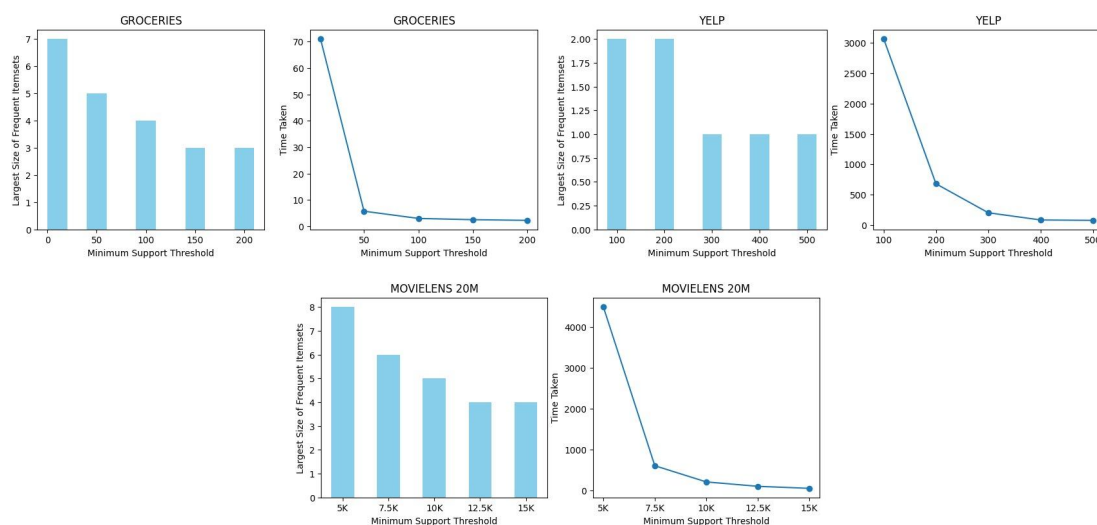 GROCERIES
Largest Size of Frequent Itemsets
7
6
5
4
3
2
1
0
0 50 100 150 200
Minimum Support Threshold
GROCERIES
Time Taken
70
60
50
40
30
20
10
0
50 100 150 200
Minimum Support Threshold
YELP
Largest Size of Frequent Itemsets
2.00
1.75
1.50
1.25
1.00
0.75
0.50
0.25
0.00
100 200 300 400 500
Minimum Support Threshold
YELP
Time Taken
3000
2500
2000
1500
1000
500
0
100 200 300 400 500
Minimum Support Threshold
MOVIELENS 20M
Largest Size of Frequent Itemsets
8
7
6
5
4
3
2
1
0
5K 7.5K 10K 12.5K 15K
Minimum Support Threshold
MOVIELENS 20M
Time Taken
4000
3000
2000
1000
0
5K 7.5K 10K 12.5K 15K
Minimum Support Threshold